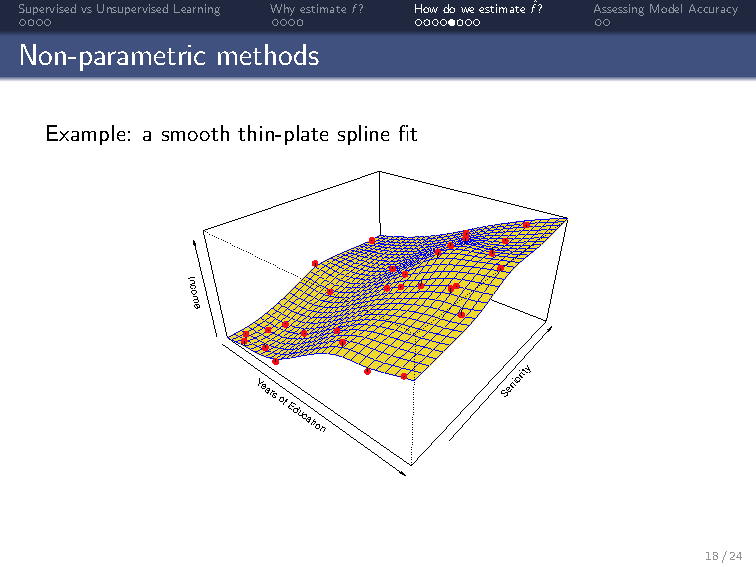 Supervised vs Unsupervised Learning
Why estimate f?
How do we estimate f̂?
Assessing Model Accuracy
Non-parametric methods
Example: a smooth thin-plate spline fit
Income
Years of Education
Seniority
18 / 24